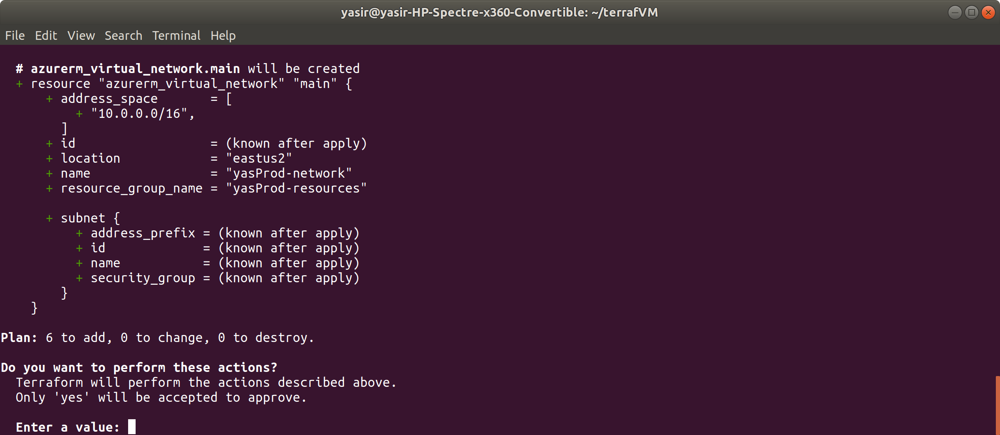 yasir@yasir-HP-Spectre-x360-Convertible: ~/terrafVM
File Edit View Search Terminal Help
  # azurerm_virtual_network.main will be created
  + resource "azurerm_virtual_network" "main" {
      + address_space       = [
          + "10.0.0.0/16",
        ]
      + id                  = (known after apply)
      + location            = "eastus2"
      + name                = "yasProd-network"
      + resource_group_name = "yasProd-resources"
      + subnet {
          + address_prefix = (known after apply)
          + id             = (known after apply)
          + name           = (known after apply)
          + security_group = (known after apply)
        }
    }
Plan: 6 to add, 0 to change, 0 to destroy.
Do you want to perform these actions?
  Terraform will perform the actions described above.
  Only 'yes' will be accepted to approve.
  Enter a value: